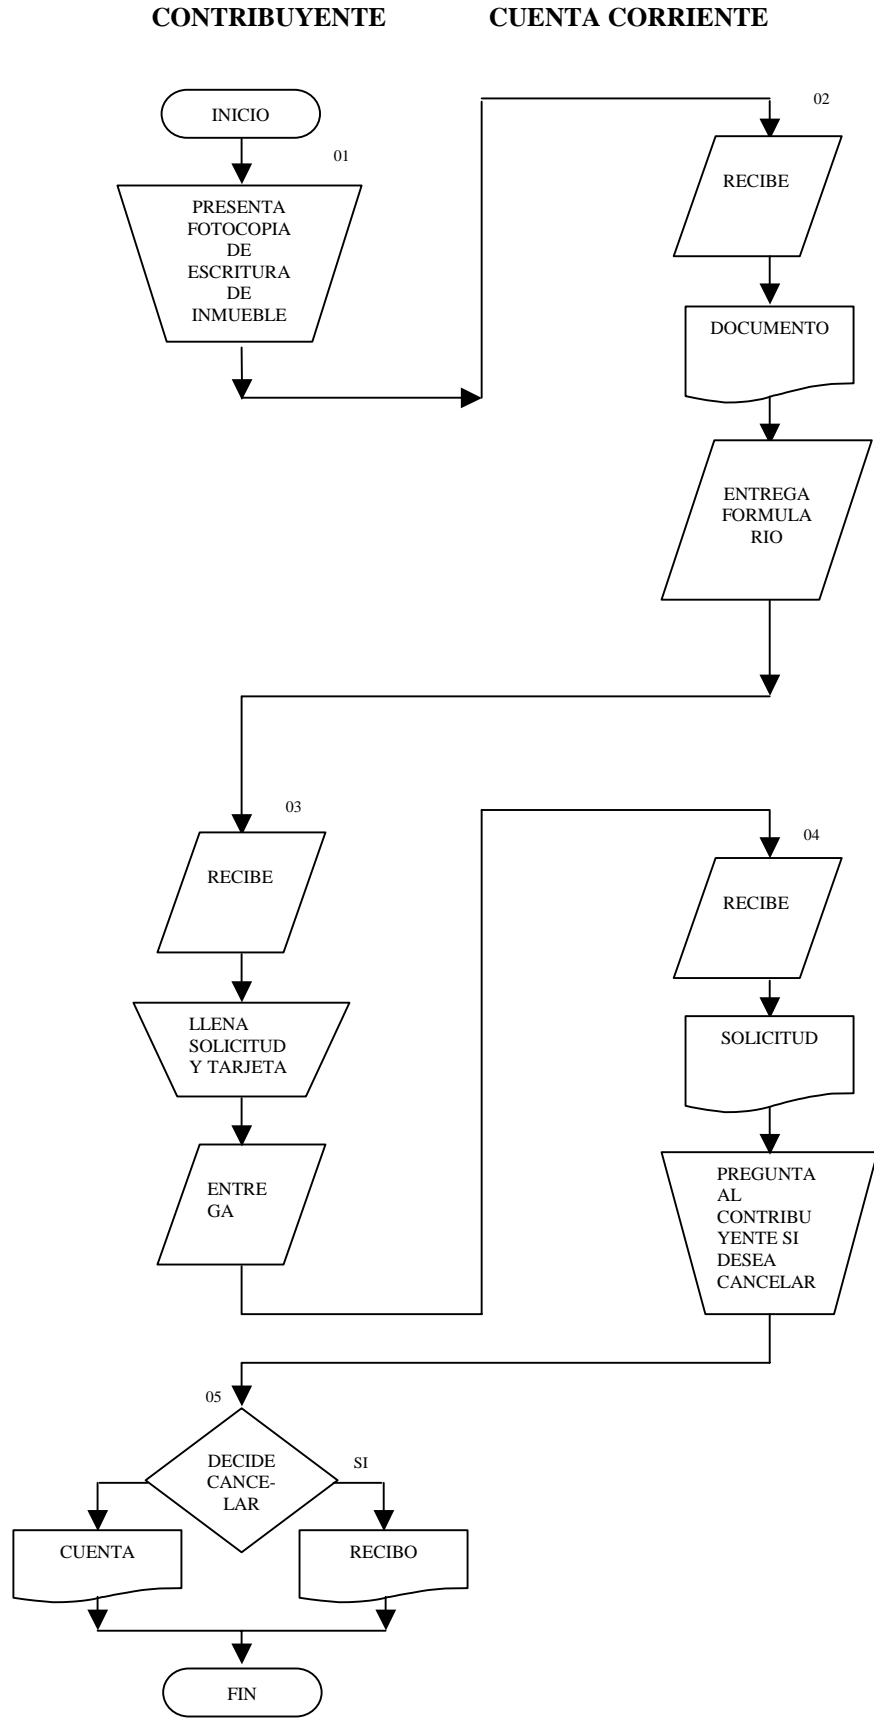 CONTRIBUYENTE
CUENTA CORRIENTE
INICIO
01
PRESENTA
FOTOCOPIA
DE
ESCRITURA
DE
INMUEBLE
02
RECIBE
DOCUMENTO
ENTREGA
FORMULA
RIO
03
RECIBE
LLENA
SOLICITUD
Y TARJETA
ENTRE
GA
04
RECIBE
SOLICITUD
PREGUNTA
AL
CONTRIBU
YENTE SI
DESEA
CANCELAR
05
DECIDE
CANCE-
LAR
SI
CUENTA
RECIBO
FIN